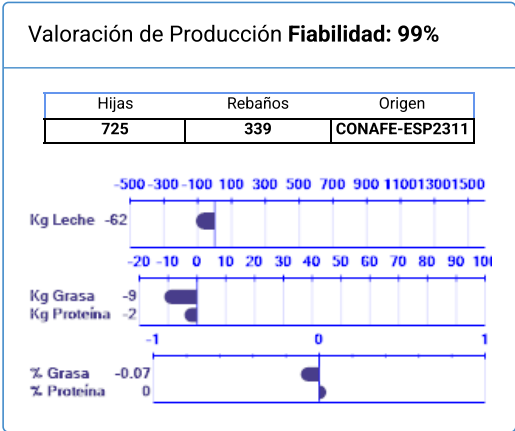 Valoración de Producción Fiabilidad: 99%
Hijas Rebaños Origen
725 339 CONAFE-ESP2311
-500 -300 -100 100 300 500 700 900 1100 1300 1500
Kg Leche -62
-20 -10 0 10 20 30 40 50 60 70 80 90
Kg Grasa -9
Kg Proteína -2
-1 0 1
% Grasa -0.07
% Proteína 0